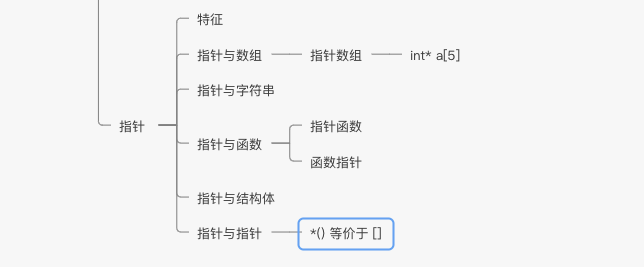 特征
指针与数组
指针数组
int* a[5]
指针与字符串
指针
指针函数
指针与函数
函数指针
指针与结构体
指针与指针
*() 等价于 []